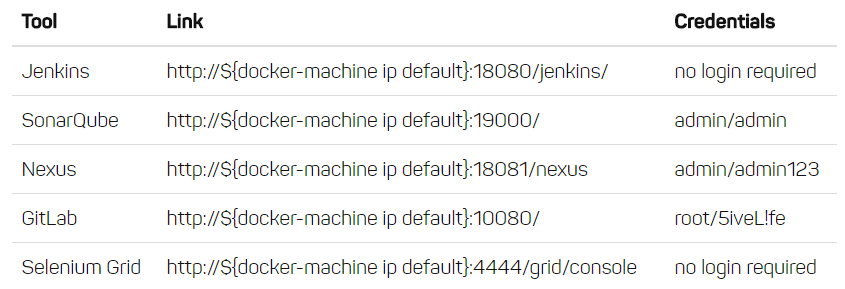 Tool Link Credentials
Jenkins http://${docker-machine ip default}:18080/jenkins/ no login required
SonarQube http://${docker-machine ip default}:19000/ admin/admin
Nexus http://${docker-machine ip default}:18081/nexus admin/admin123
GitLab http://${docker-machine ip default}:10080/ root/5iveL!fe
Selenium Grid http://${docker-machine ip default}:4444/grid/console no login required